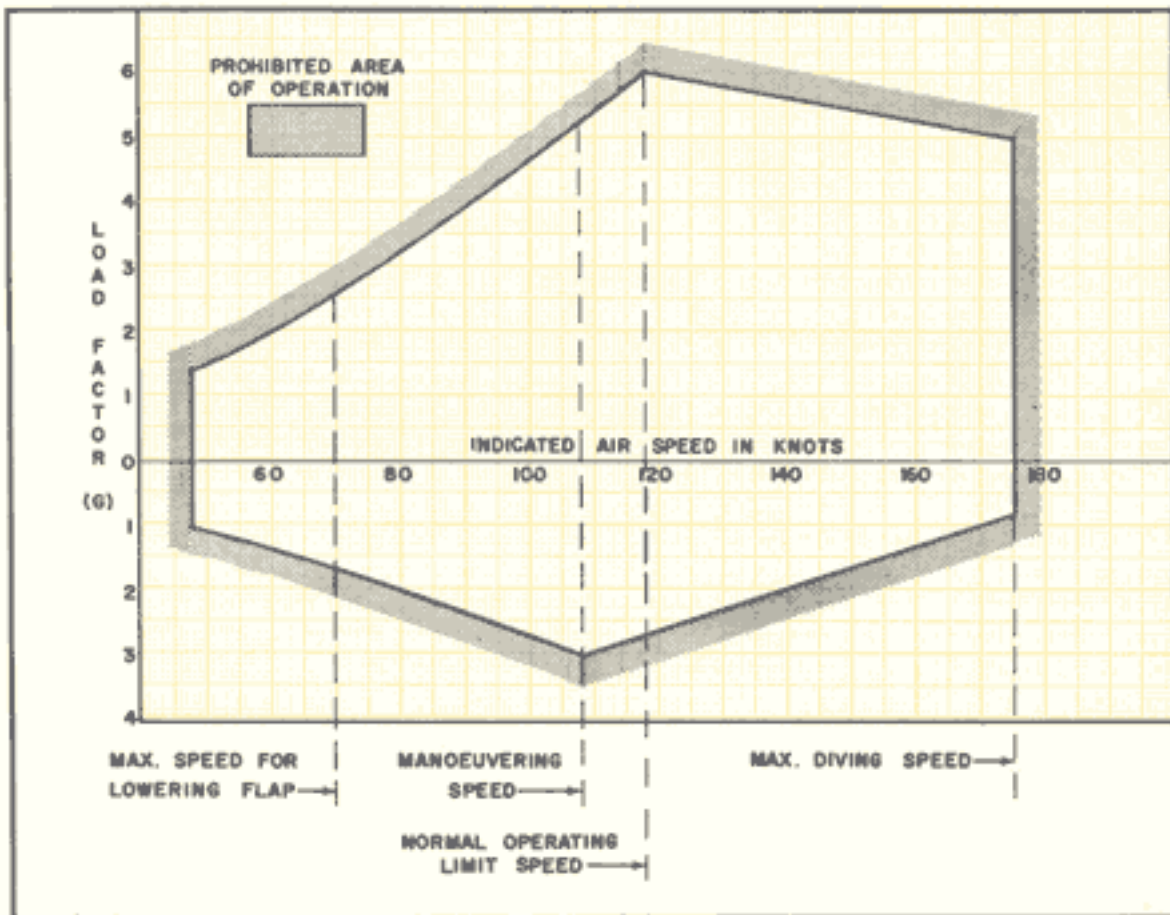 PROHIBITED AREA
OF OPERATION
6
5
4
3
2
1
0
1
2
3
4
LOAD FACTOR
(G)
INDICATED AIR SPEED IN KNOTS
60 80 100 120 140 160 180
MAX. SPEED FOR
LOWERING FLAP
MANOEUVERING
SPEED
NORMAL OPERATING
LIMIT SPEED
MAX. DIVING SPEED